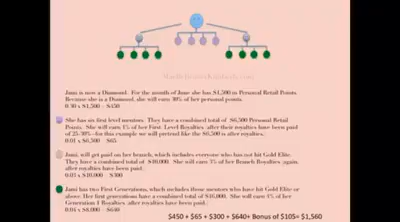 Jami is now a Diamond. For the month of June she has $1,500 in Personal Retail Points.
Because she is a Diamond, she will earn 30% of her personal points.
0.30 x $1,500 $450
She has six first level mentors. They have a combined total of $6,500 Personal Retail
Points. She will earn 1% of her First Level Royalties after their royalties have been paid
of 25-30% for this example we will pretend like the $6,500 is after royalties.
0.01 x $6,500 $65
Jami, will get paid on her branch, which includes everyone who has not hit Gold Elite.
They have a combined total of $10,000. She will earn 3% of her Branch Royalties again,
after royalties have been paid.
0.03 x $10,000 $300
Jami has two First Generations, which includes those mentors who have hit Gold Elite or
above. Her first generations have a combined total of $16,000. She will earn 4% of her
Generation 1 Royalties after royalties have been paid.
$640
$450 + $65 + $300 + $640+ Bonus of $105= $1,560